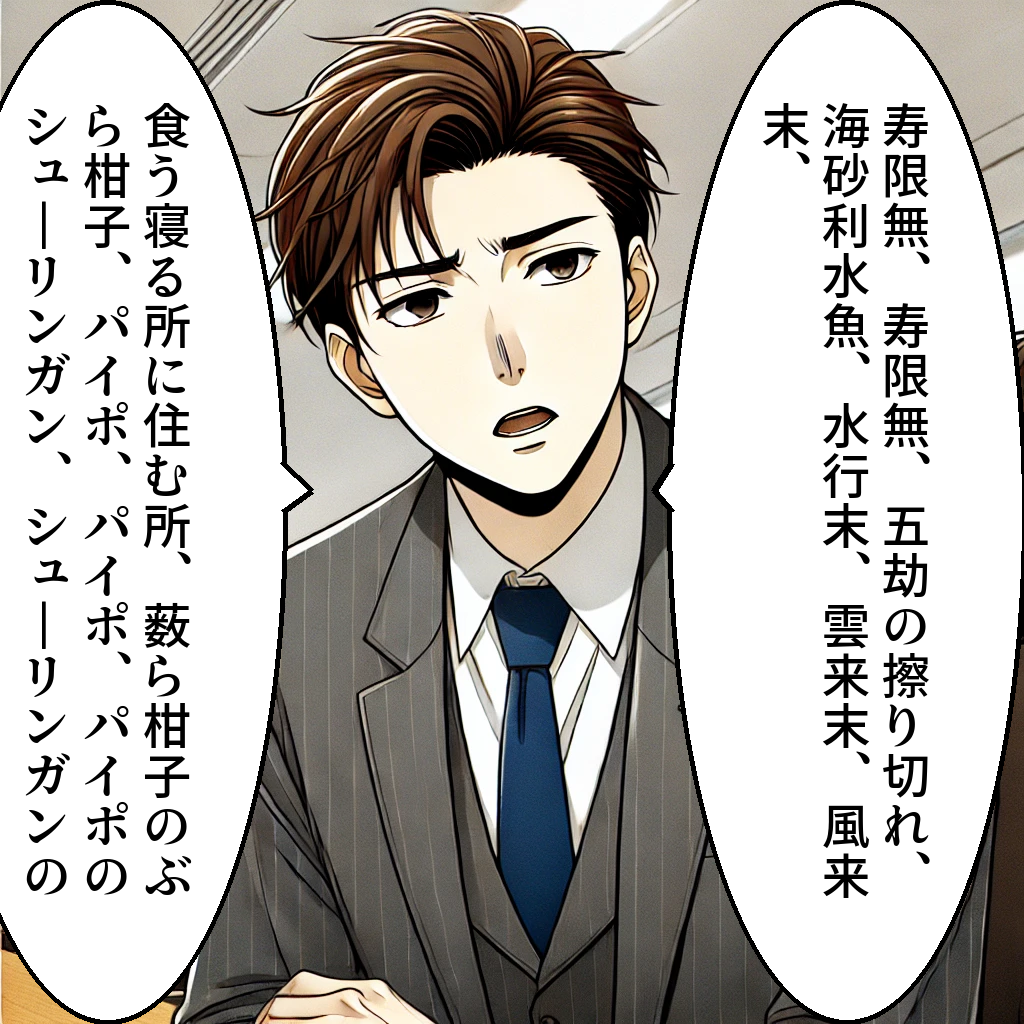 寿限無、寿限無、五劫の擦り切れ、
海砂利水魚、水行末、雲来末、風来
末、
食う寝る所に住む所、薮ら柑子のぶ
ら柑子、パイポ、パイポ、パイポの
シューリンガン、シューリンガンの